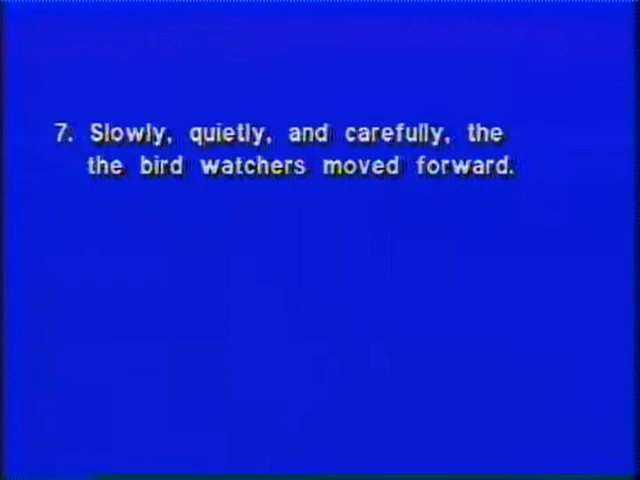 7. Slowly, quietly, and carefully, the
the bird watchers moved forward.